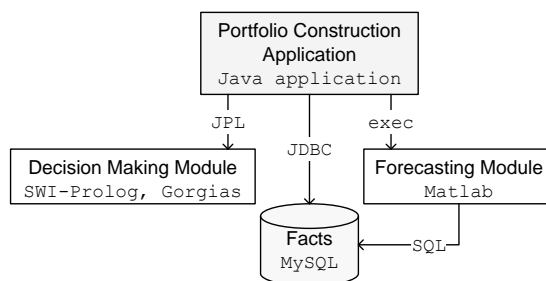 Portfolio Construction
Application
Java application
JPL
JDBC
exec
Decision Making Module
SWI-Prolog, Gorgias
Forecasting Module
Matlab
Facts
MySQL
SQL